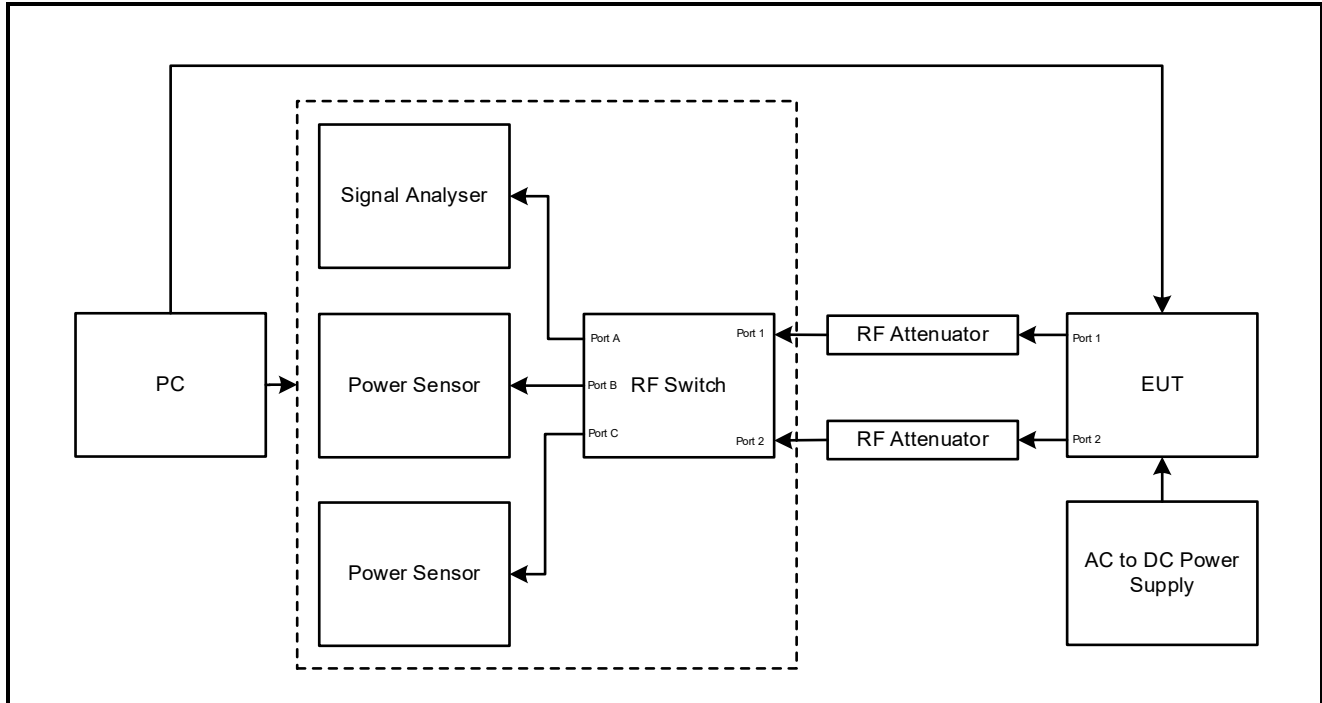 Signal Analyser
PC
Power Sensor
Port A
Port B
Port C
RF Switch
Port 1
Port 2
RF Attenuator
RF Attenuator
Port 1
Port 2
EUT
Power Sensor
AC to DC Power
Supply